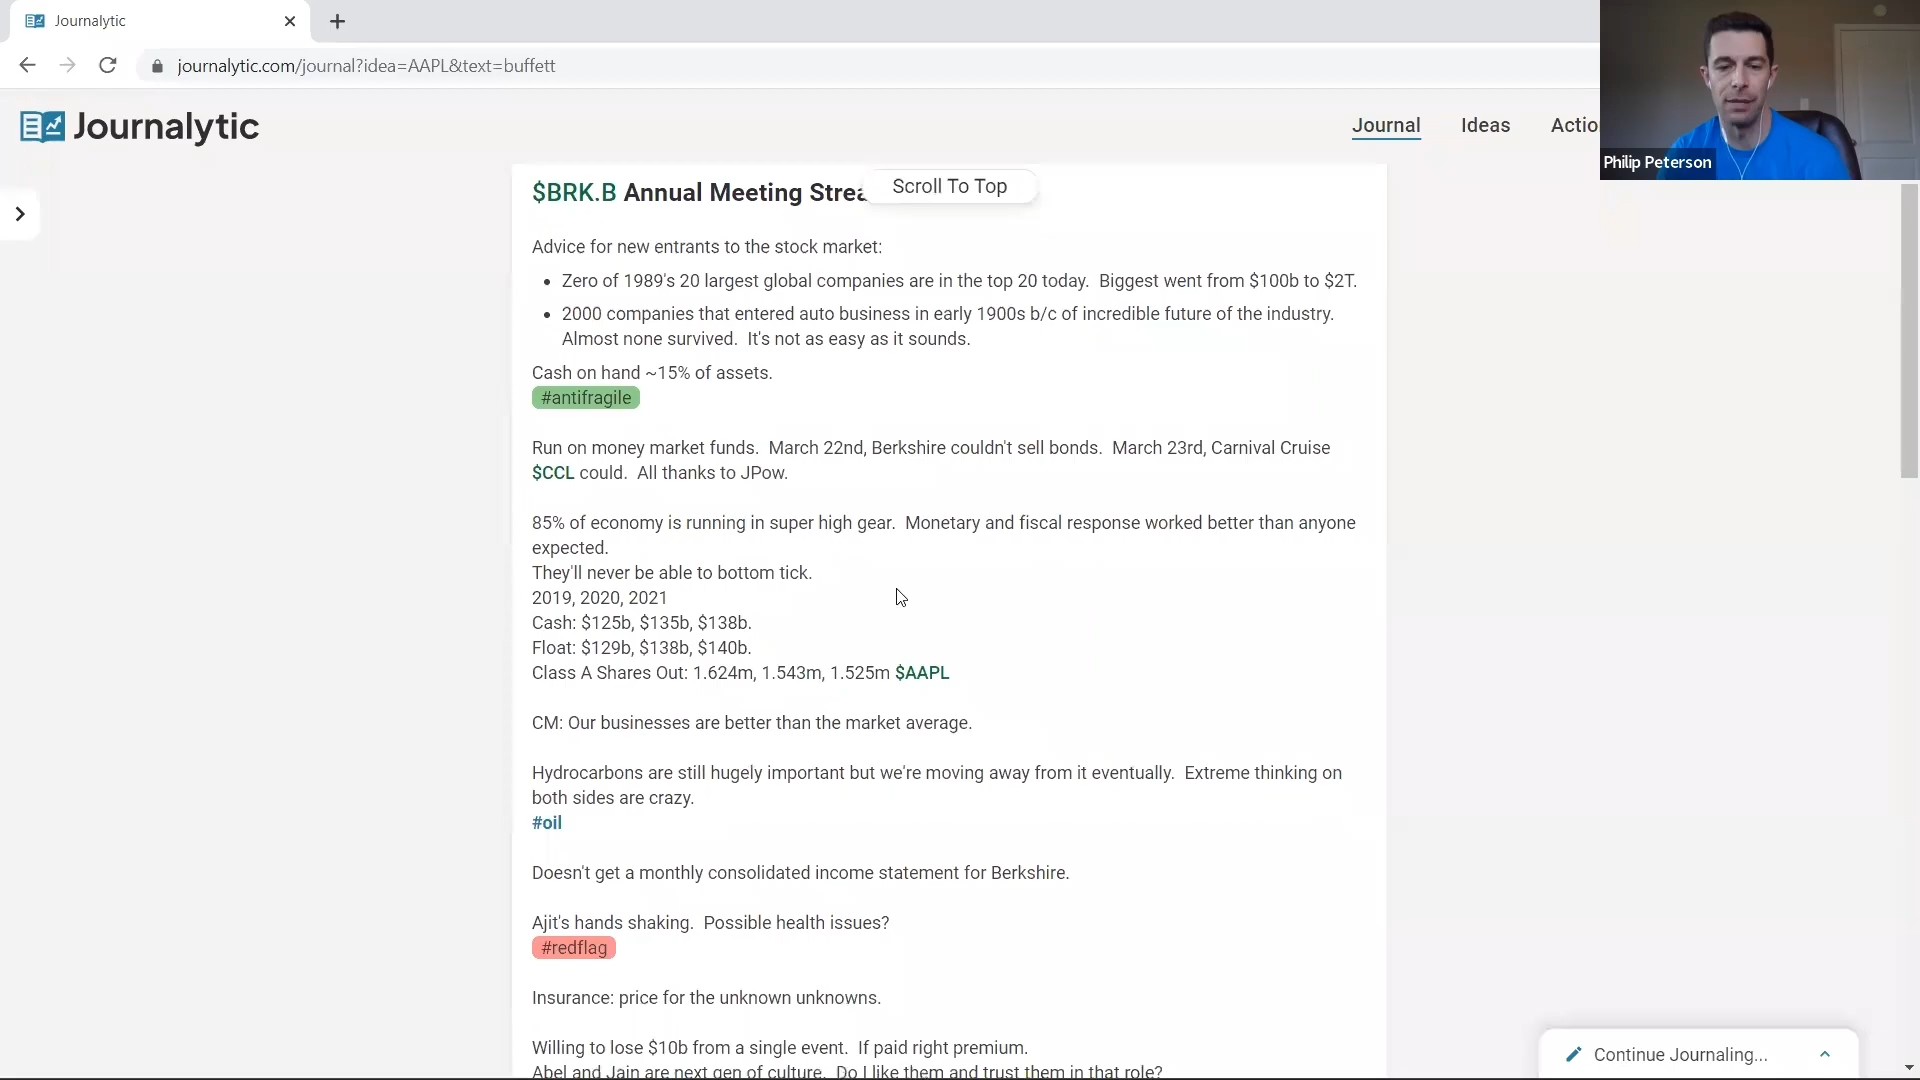 Journalytic
journalytic.com/journal?idea=AAPL&text=buffett
Journalytic
Journal
Ideas
Philip Peterson
$BRK.B Annual Meeting
Scroll To Top
Advice for new entrants to the stock market:
• Zero of 1989's 20 largest global companies are in the top 20 today. Biggest went from $100b to $2T.
• 2000 companies that entered auto business in early 1900s b/c of incredible future of the industry.
Almost none survived. It's not as easy as it sounds.
Cash on hand ~15% of assets.
#antifragile
Run on money market funds. March 22nd, Berkshire couldn't sell bonds. March 23rd, Carnival Cruise
$CCL could. All thanks to JPow.
85% of economy is running in super high gear. Monetary and fiscal response worked better than anyone
expected.
They'll never be able to bottom tick.
2019, 2020, 2021
Cash: $125b, $135b, $138b.
Float: $129b, $138b, $140b.
Class A Shares Out: 1.624m, 1.543m, 1.525m $AAPL
CM: Our businesses are better than the market average.
Hydrocarbons are still hugely important but we're moving away from it eventually. Extreme thinking on
both sides are crazy.
#oil
Doesn't get a monthly consolidated income statement for Berkshire.
Ajit's hands shaking. Possible health issues?
#redflag
Insurance: price for the unknown unknowns.
Willing to lose $10b from a single event. If paid right premium.
Abel and Jain are next gen of culture. Do I like them and trust them in that role?
Continue Journaling...